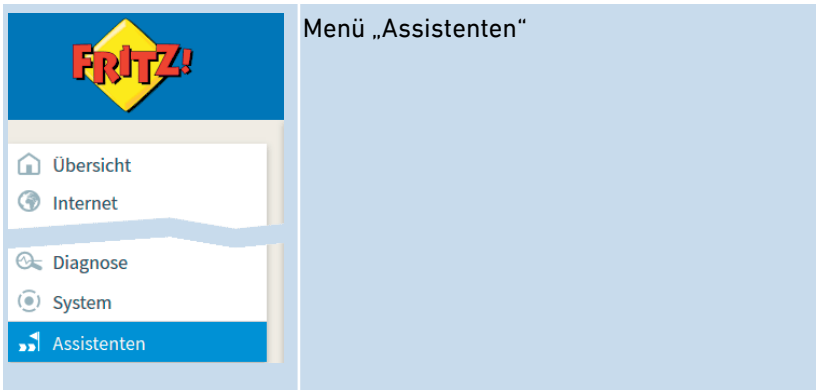 FRITZ!
Menü „Assistenten“
Übersicht
Internet
Diagnose
System
Assistenten